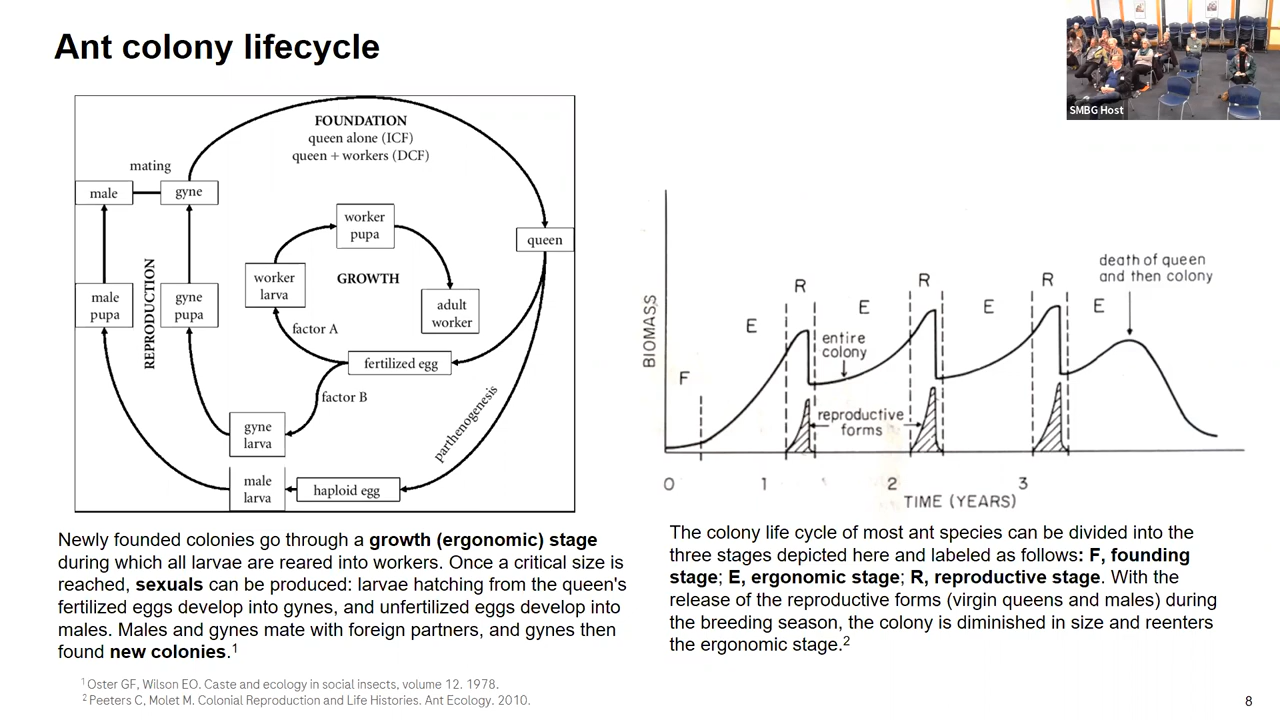 Ant colony lifecycle
SMBG Host
FOUNDATION
queen alone (ICF)
queen + workers (DCF)
mating
male
gyne
worker
pupa
queen
GROWTH
worker
larva
adult
worker
male
pupa
REPRODUCTION
gyne
pupa
factor A
fertilized egg
factor B
parthenogenesis
gyne
larva
male
larva
haploid egg
BIOMASS
F
E
R
E
R
E
R
E
death of queen
and then colony
entire
colony
reproductive
forms
0
1
2
3
TIME (YEARS)
Newly founded colonies go through a growth (ergonomic) stage
during which all larvae are reared into workers. Once a critical size is
reached, sexuals can be produced: larvae hatching from the queen's
fertilized eggs develop into gynes, and unfertilized eggs develop into
males. Males and gynes mate with foreign partners, and gynes then
found new colonies.1
The colony life cycle of most ant species can be divided into the
three stages depicted here and labeled as follows: F, founding
stage; E, ergonomic stage; R, reproductive stage. With the
release of the reproductive forms (virgin queens and males) during
the breeding season, the colony is diminished in size and reenters
the ergonomic stage.2
1 Oster GF, Wilson EO. Caste and ecology in social insects, volume 12. 1978.
2 Peeters C, Molet M. Colonial Reproduction and Life Histories. Ant Ecology. 2010.
8